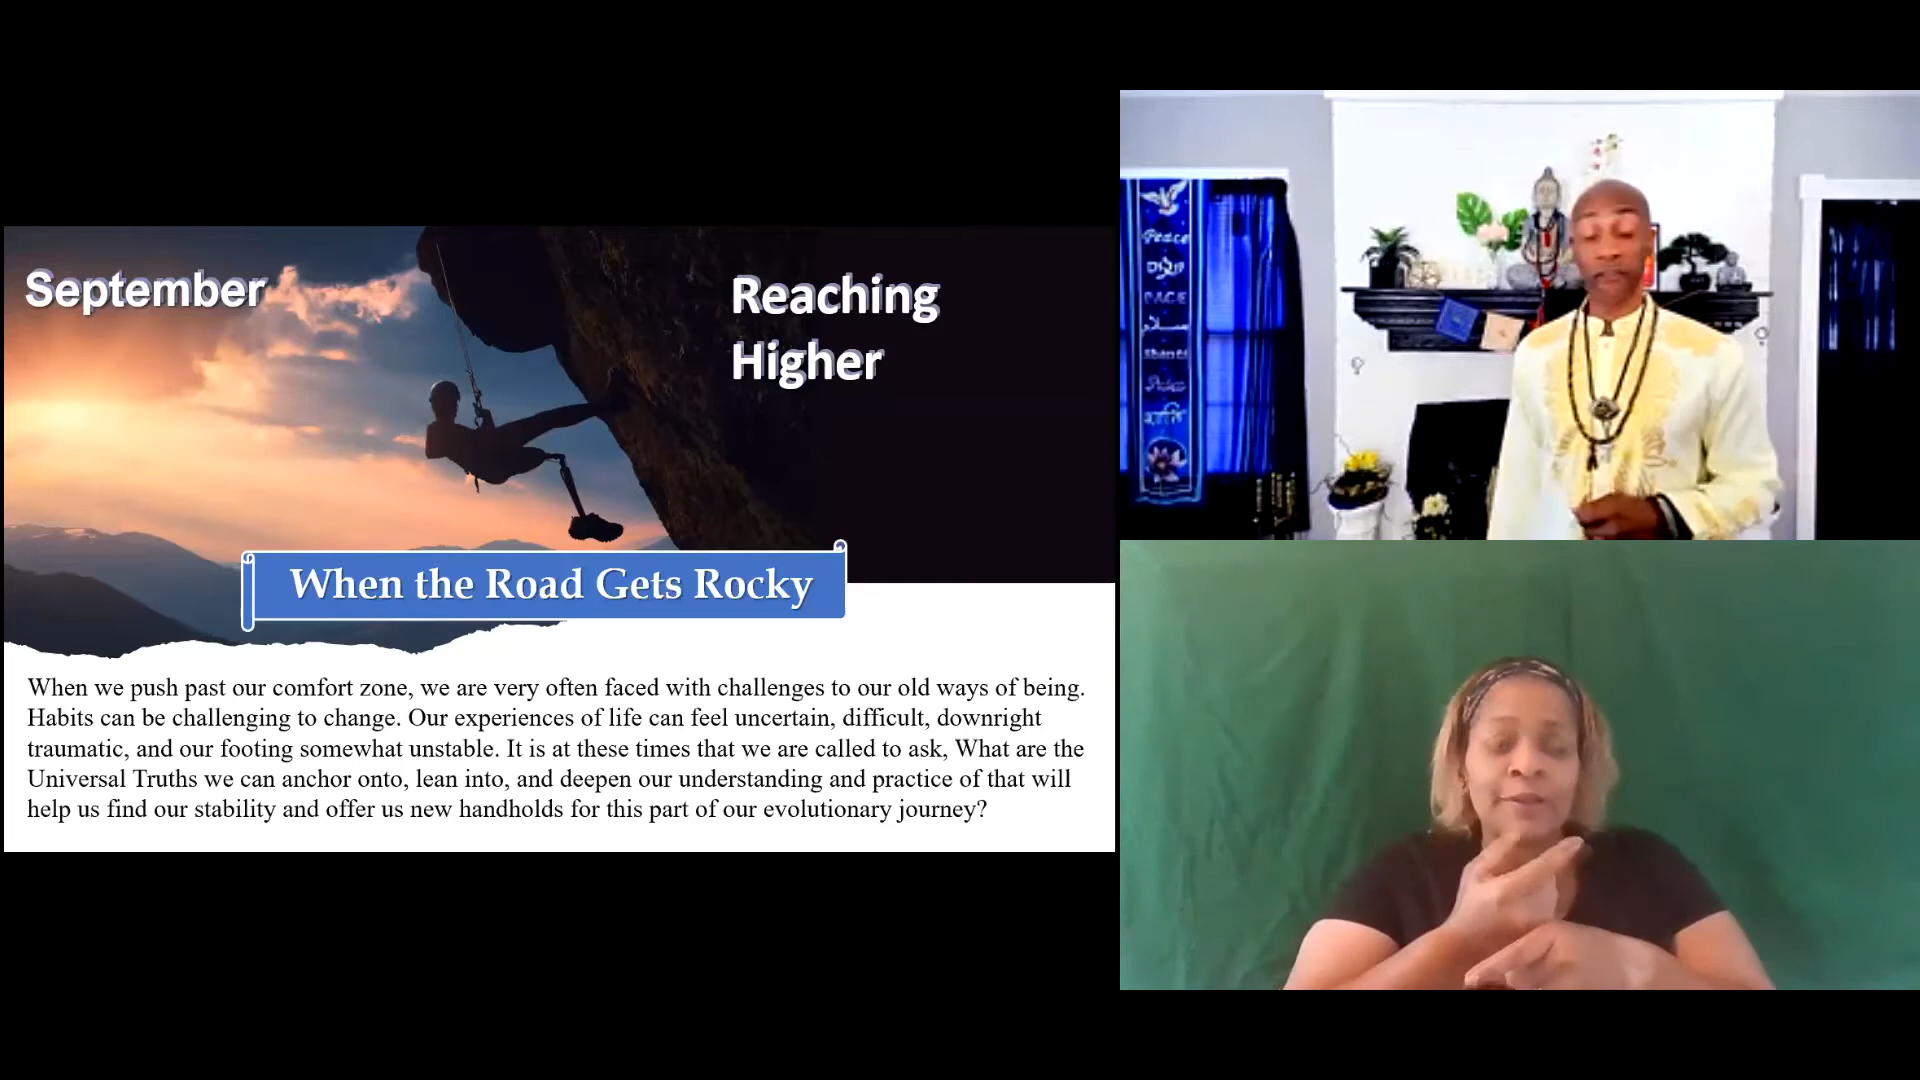 September
Reaching
Higher
When the Road Gets Rocky
When we push past our comfort zone, we are very often faced with challenges to our old ways of being.
Habits can be challenging to change. Our experiences of life can feel uncertain, difficult, downright
traumatic, and our footing somewhat unstable. It is at these times that we are called to ask, What are the
Universal Truths we can anchor onto, lean into, and deepen our understanding and practice of that will
help us find our stability and offer us new handholds for this part of our evolutionary journey?
Peace
שלום
PACE
سلام
Shanti